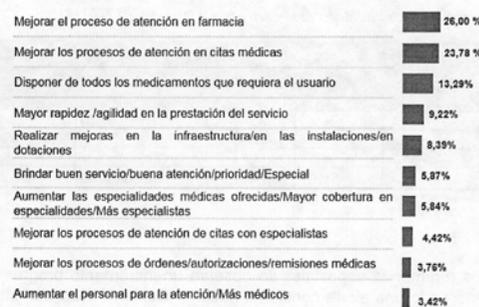 Mejorar el proceso de atención en farmacia 26,00 %
Mejorar los procesos de atención en citas médicas 23,78 %
Disponer de todos los medicamentos que requiera el usuario 13,29%
Mayor rapidez /agilidad en la prestación del servicio 9,22%
Realizar mejoras en la infraestructura/en las instalaciones/en
dotaciones 8,39%
Brindar buen servicio/buena atención/prioridad/Especial 5,87%
Aumentar las especialidades médicas ofrecidas/Mayor cobertura en
especialidades/Más especialistas 5,84%
Mejorar los procesos de atención de citas con especialistas 4,42%
Mejorar los procesos de órdenes/autorizaciones/remisiones médicas 3,76%
Aumentar el personal para la atención/Más médicos 3,42%